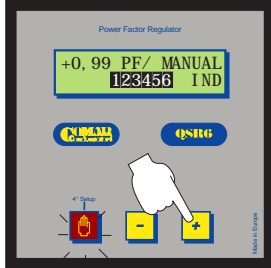 Power Factor Regulator
+0,99 PF/ MANUAL
123456 IND
COMAR
QSR6
4" Setup
-
+
Made in Europe